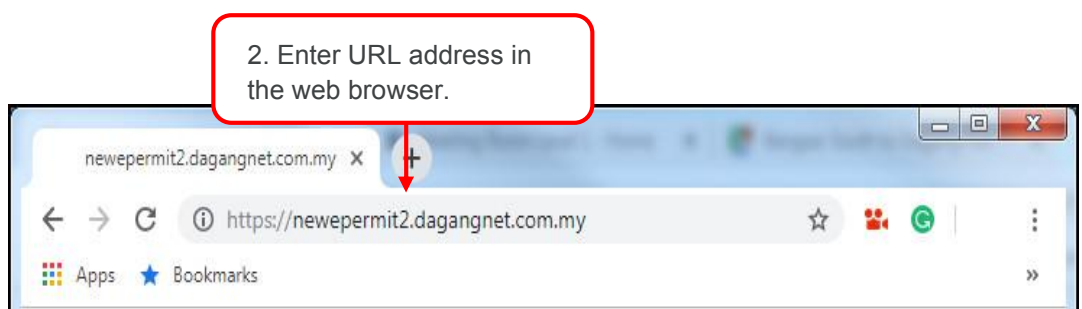 2. Enter URL address in
the web browser.
newepermit2.dagangnet.com.my
https://newepermit2.dagangnet.com.my
Apps Bookmarks